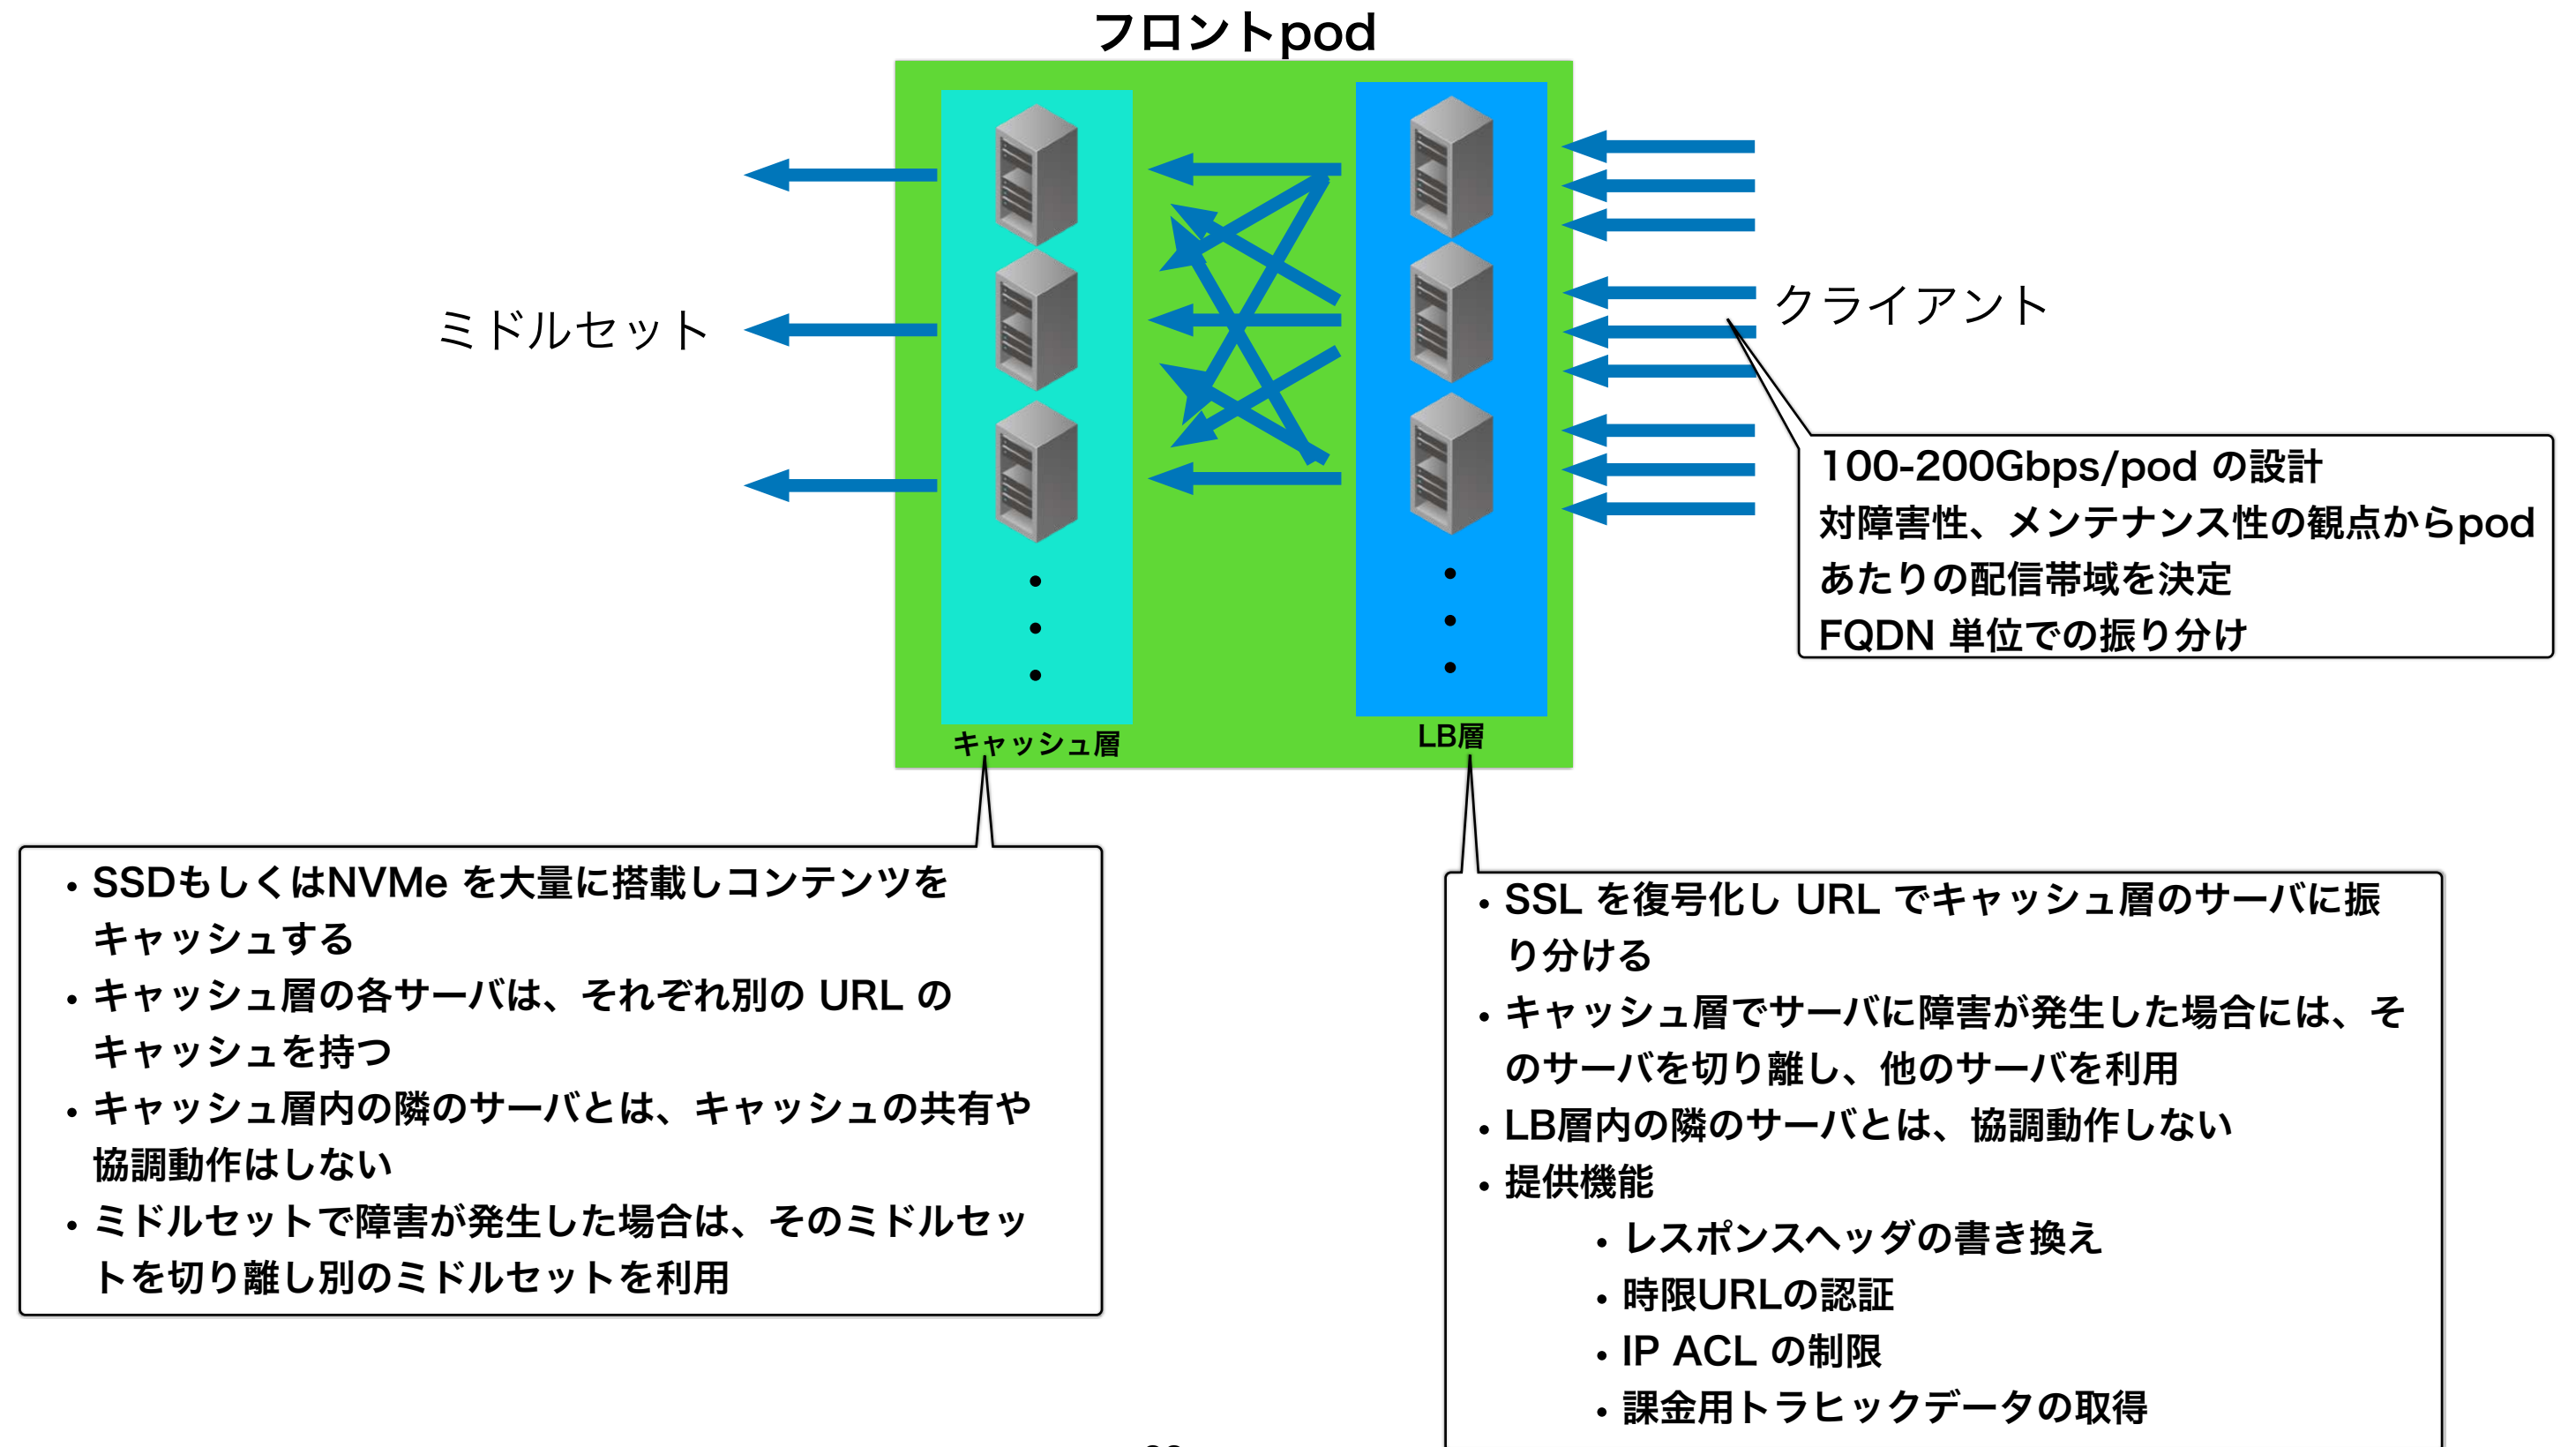 フロントpod
ミドルセット
クライアント
100-200Gbps/pod の設計
対障害性、メンテナンス性の観点からpod
あたりの配信帯域を決定
FQDN 単位での振り分け
キャッシュ層
LB層
• SSDもしくはNVMe を大量に搭載しコンテンツを
キャッシュする
• キャッシュ層の各サーバは、それぞれ別の URL の
キャッシュを持つ
• キャッシュ層内の隣のサーバとは、キャッシュの共有や
協調動作はしない
• ミドルセットで障害が発生した場合は、そのミドルセッ
トを切り離し別のミドルセットを利用
• SSL を復号化し URL でキャッシュ層のサーバに振
り分ける
• キャッシュ層でサーバに障害が発生した場合には、そ
のサーバを切り離し、他のサーバを利用
• LB層内の隣のサーバとは、協調動作しない
• 提供機能
• レスポンスヘッダの書き換え
• 時限URLの認証
• IP ACL の制限
• 課金用トラヒックデータの取得